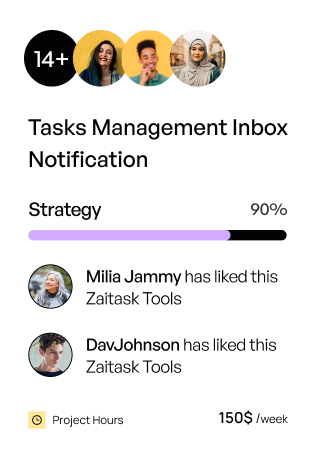 14+
Tasks Management Inbox
Notification
Strategy 90%
Milia Jammy has liked this
Zaitask Tools
DavJohnson has liked this
Zaitask Tools
Project Hours 150$ /week